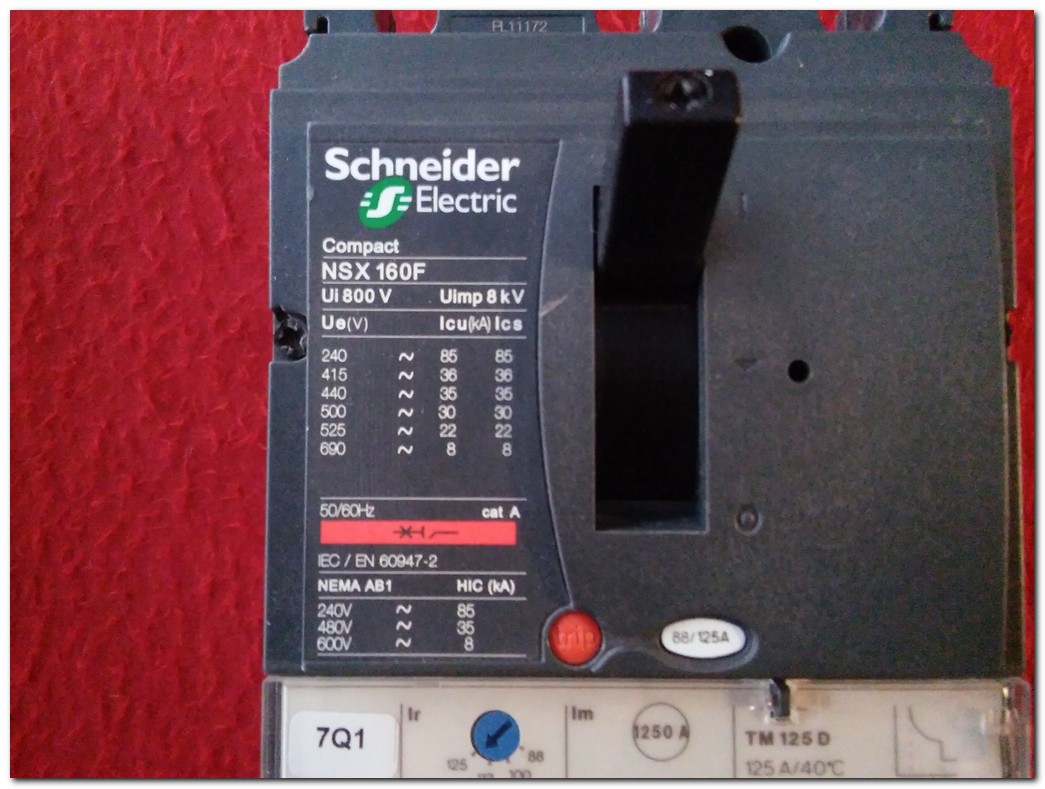 PL11172
Schneider
Electric
Compact
NSX 160F
Ui 800 V Uimp 8 kV
Ue(V) Icu(kA) Ics
240 ~ 85 85
415 ~ 36 36
440 ~ 35 35
500 ~ 30 30
525 ~ 22 22
690 ~ 8 8
50/60Hz cat A
IEC / EN 60947-2
NEMA AB1 HIC (kA)
240V ~ 85
480V ~ 35
600V ~ 8
trip
88/125A
7Q1
Ir
125 100 88
Im
1250 A
TM 125 D
125 A/40°C
I
O